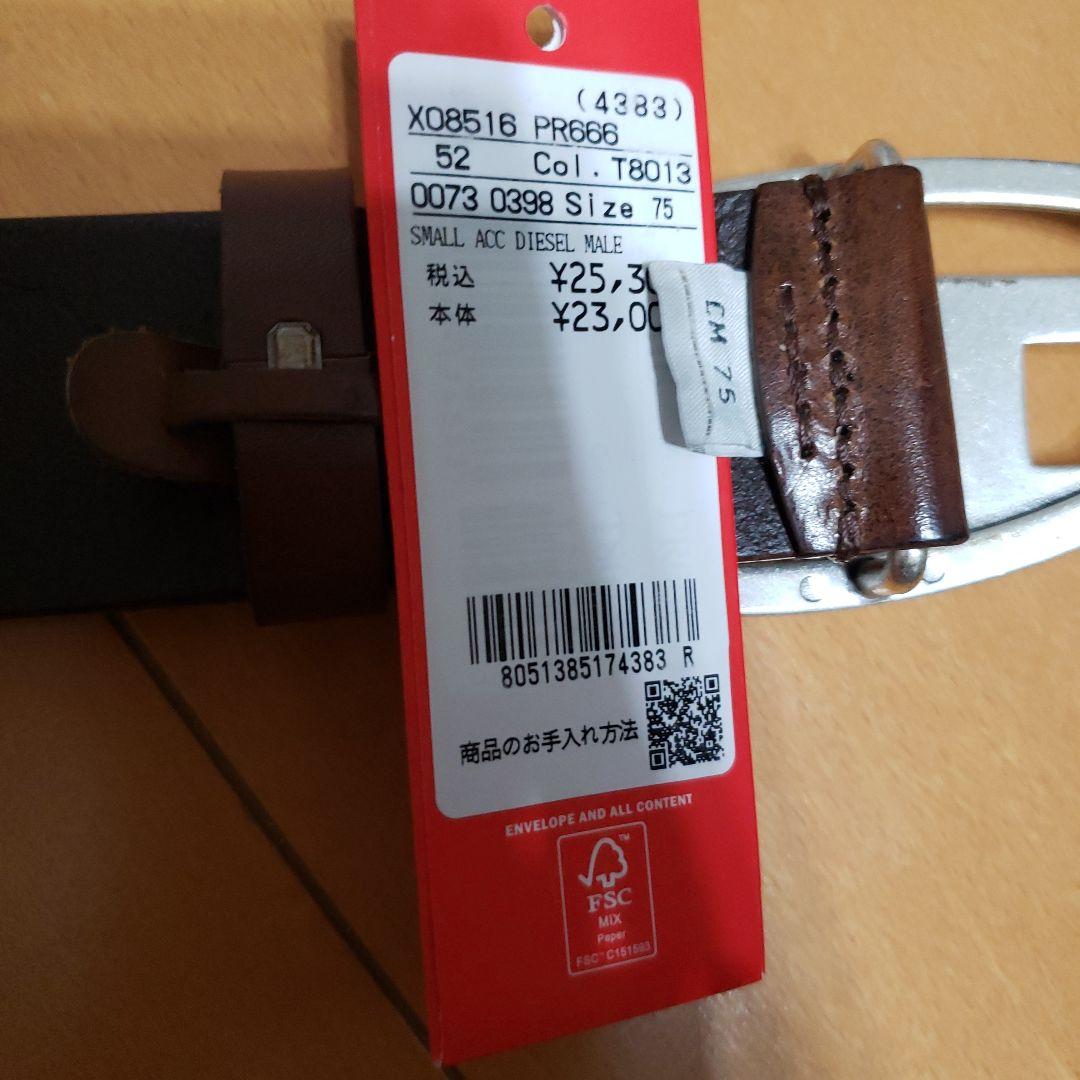 (4383)
X08516 PR666
52 Col. T8013
0073 0398 Size 75
SMALL ACC DIESEL MALE
税込 ¥25,30
本体 ¥23,00
CM 75
8051385174383 R
商品のお手入れ方法
ENVELOPE AND ALL CONTENT
FSC™
MIX
Paper
FSC™ C151593